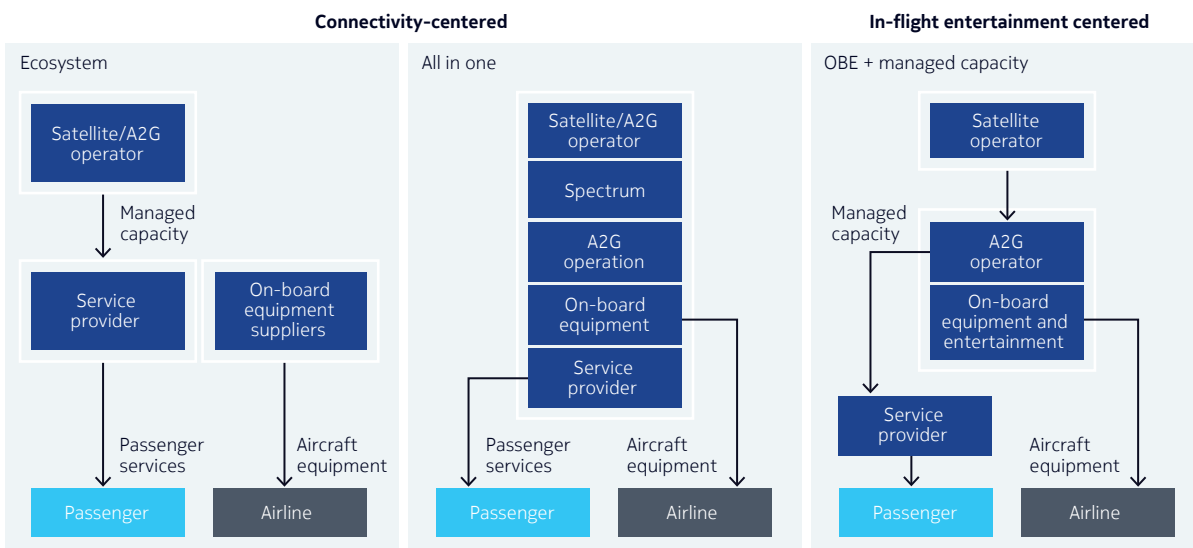 Connectivity-centered
In-flight entertainment centered
Ecosystem
Satellite/A2G
operator
Managed
capacity
Service
provider
On-board
equipment
suppliers
Passenger
services
Aircraft
equipment
Passenger
Airline
All in one
Satellite/A2G
operator
Spectrum
A2G
operation
On-board
equipment
Service
provider
Passenger
services
Aircraft
equipment
Passenger
Airline
OBE + managed capacity
Satellite
operator
Managed
capacity
A2G
operator
On-board
equipment and
entertainment
Service
provider
Aircraft
equipment
Passenger
Airline